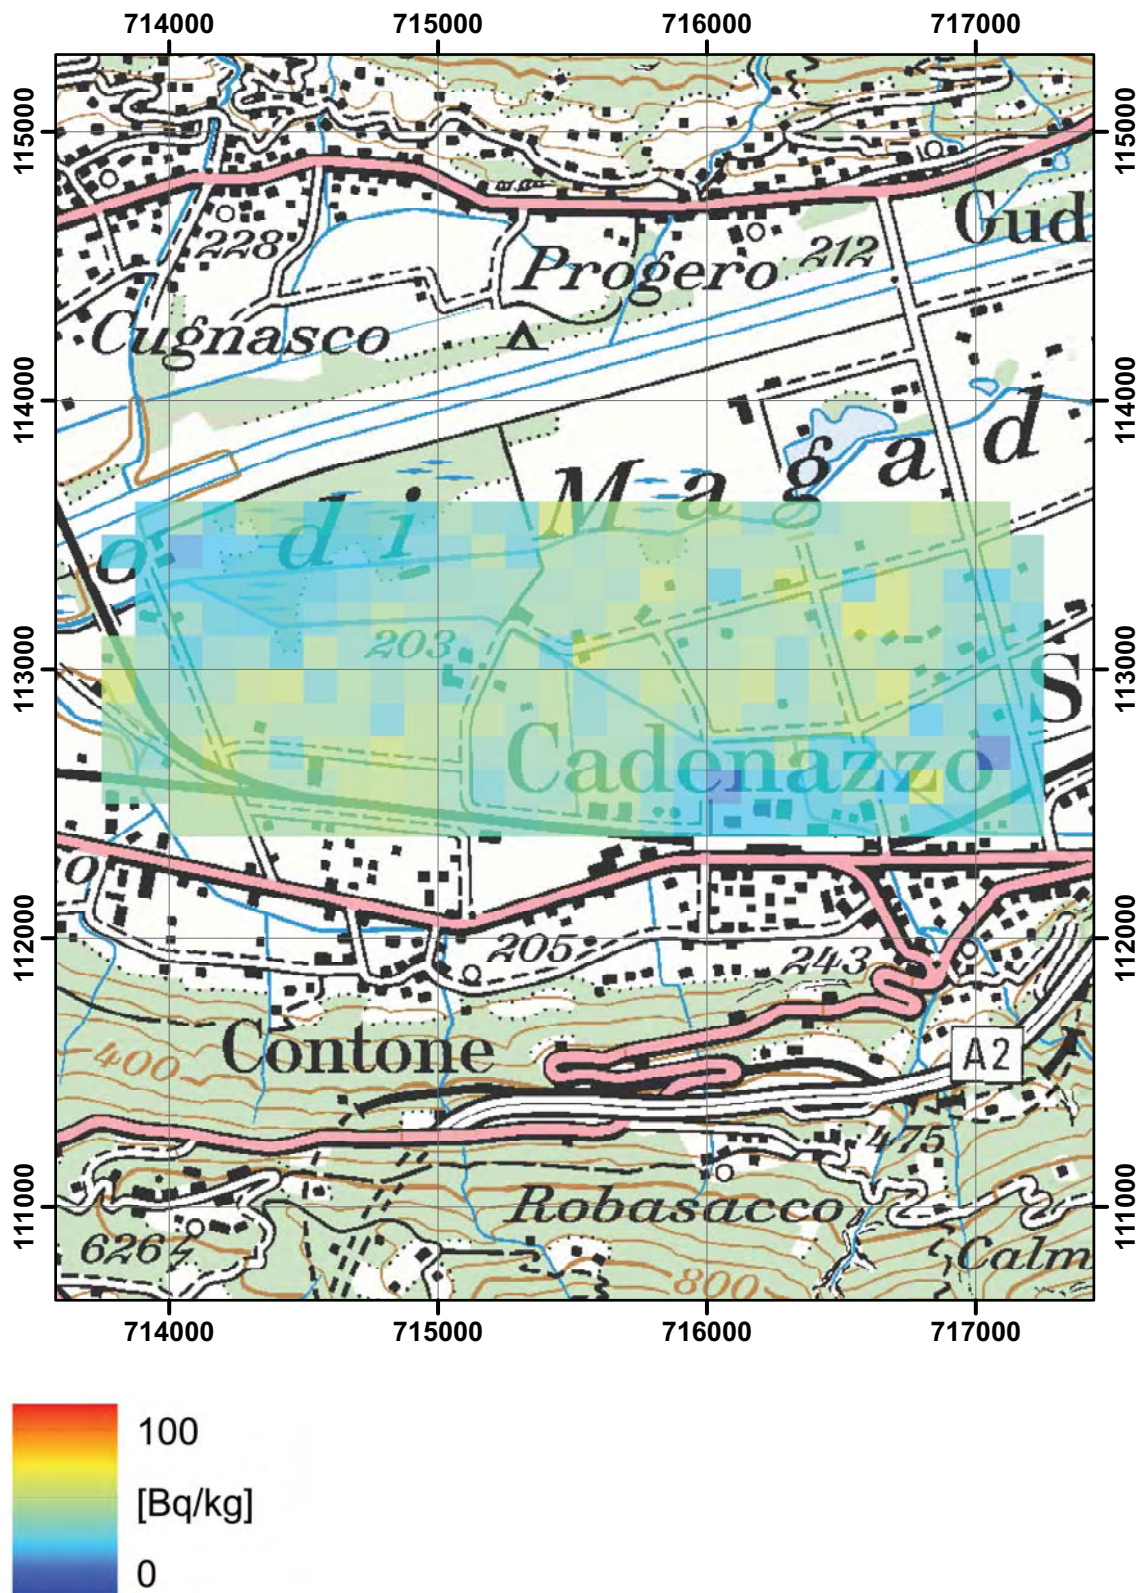 714000 715000 716000 717000
115000 115000
Gud
228 Progero 212
Cugnasco
114000 114000
o di Magad
203
113000 113000
S
Cadenazzo
o
205 243
112000 112000
Contone
400 A2
475
111000 111000
Robasacco
626 Calm
800
714000 715000 716000 717000
100
[Bq/kg]
0